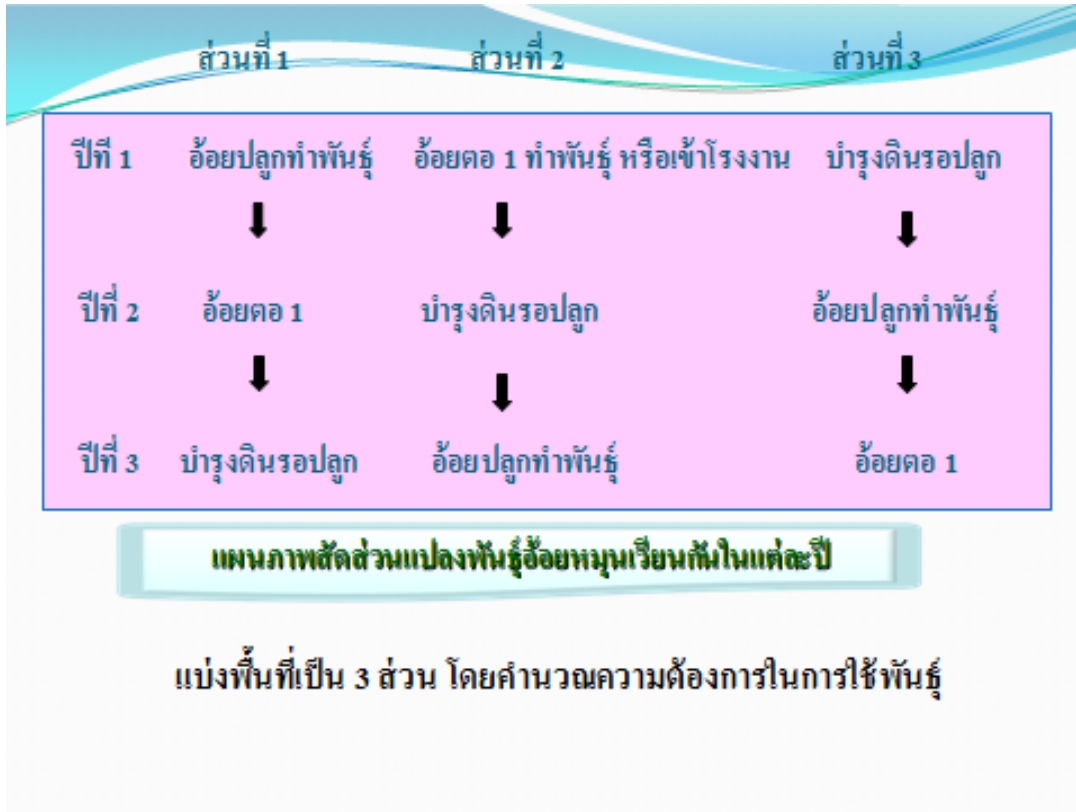 ส่วนที่ 1 ส่วนที่ 2 ส่วนที่ 3
ปีที่ 1 อ้อยปลูกทำพันธุ์ อ้อยตอ 1 ทำพันธุ์ หรือเข้าโรงงาน บำรุงดินรอปลูก
ปีที่ 2 อ้อยตอ 1 บำรุงดินรอปลูก อ้อยปลูกทำพันธุ์
ปีที่ 3 บำรุงดินรอปลูก อ้อยปลูกทำพันธุ์ อ้อยตอ 1
แผนภาพสัดส่วนแปลงพันธุ์อ้อยหมุนเวียนกันในแต่ละปี
แบ่งพื้นที่เป็น 3 ส่วน โดยคำนวณความต้องการในการใช้พันธุ์